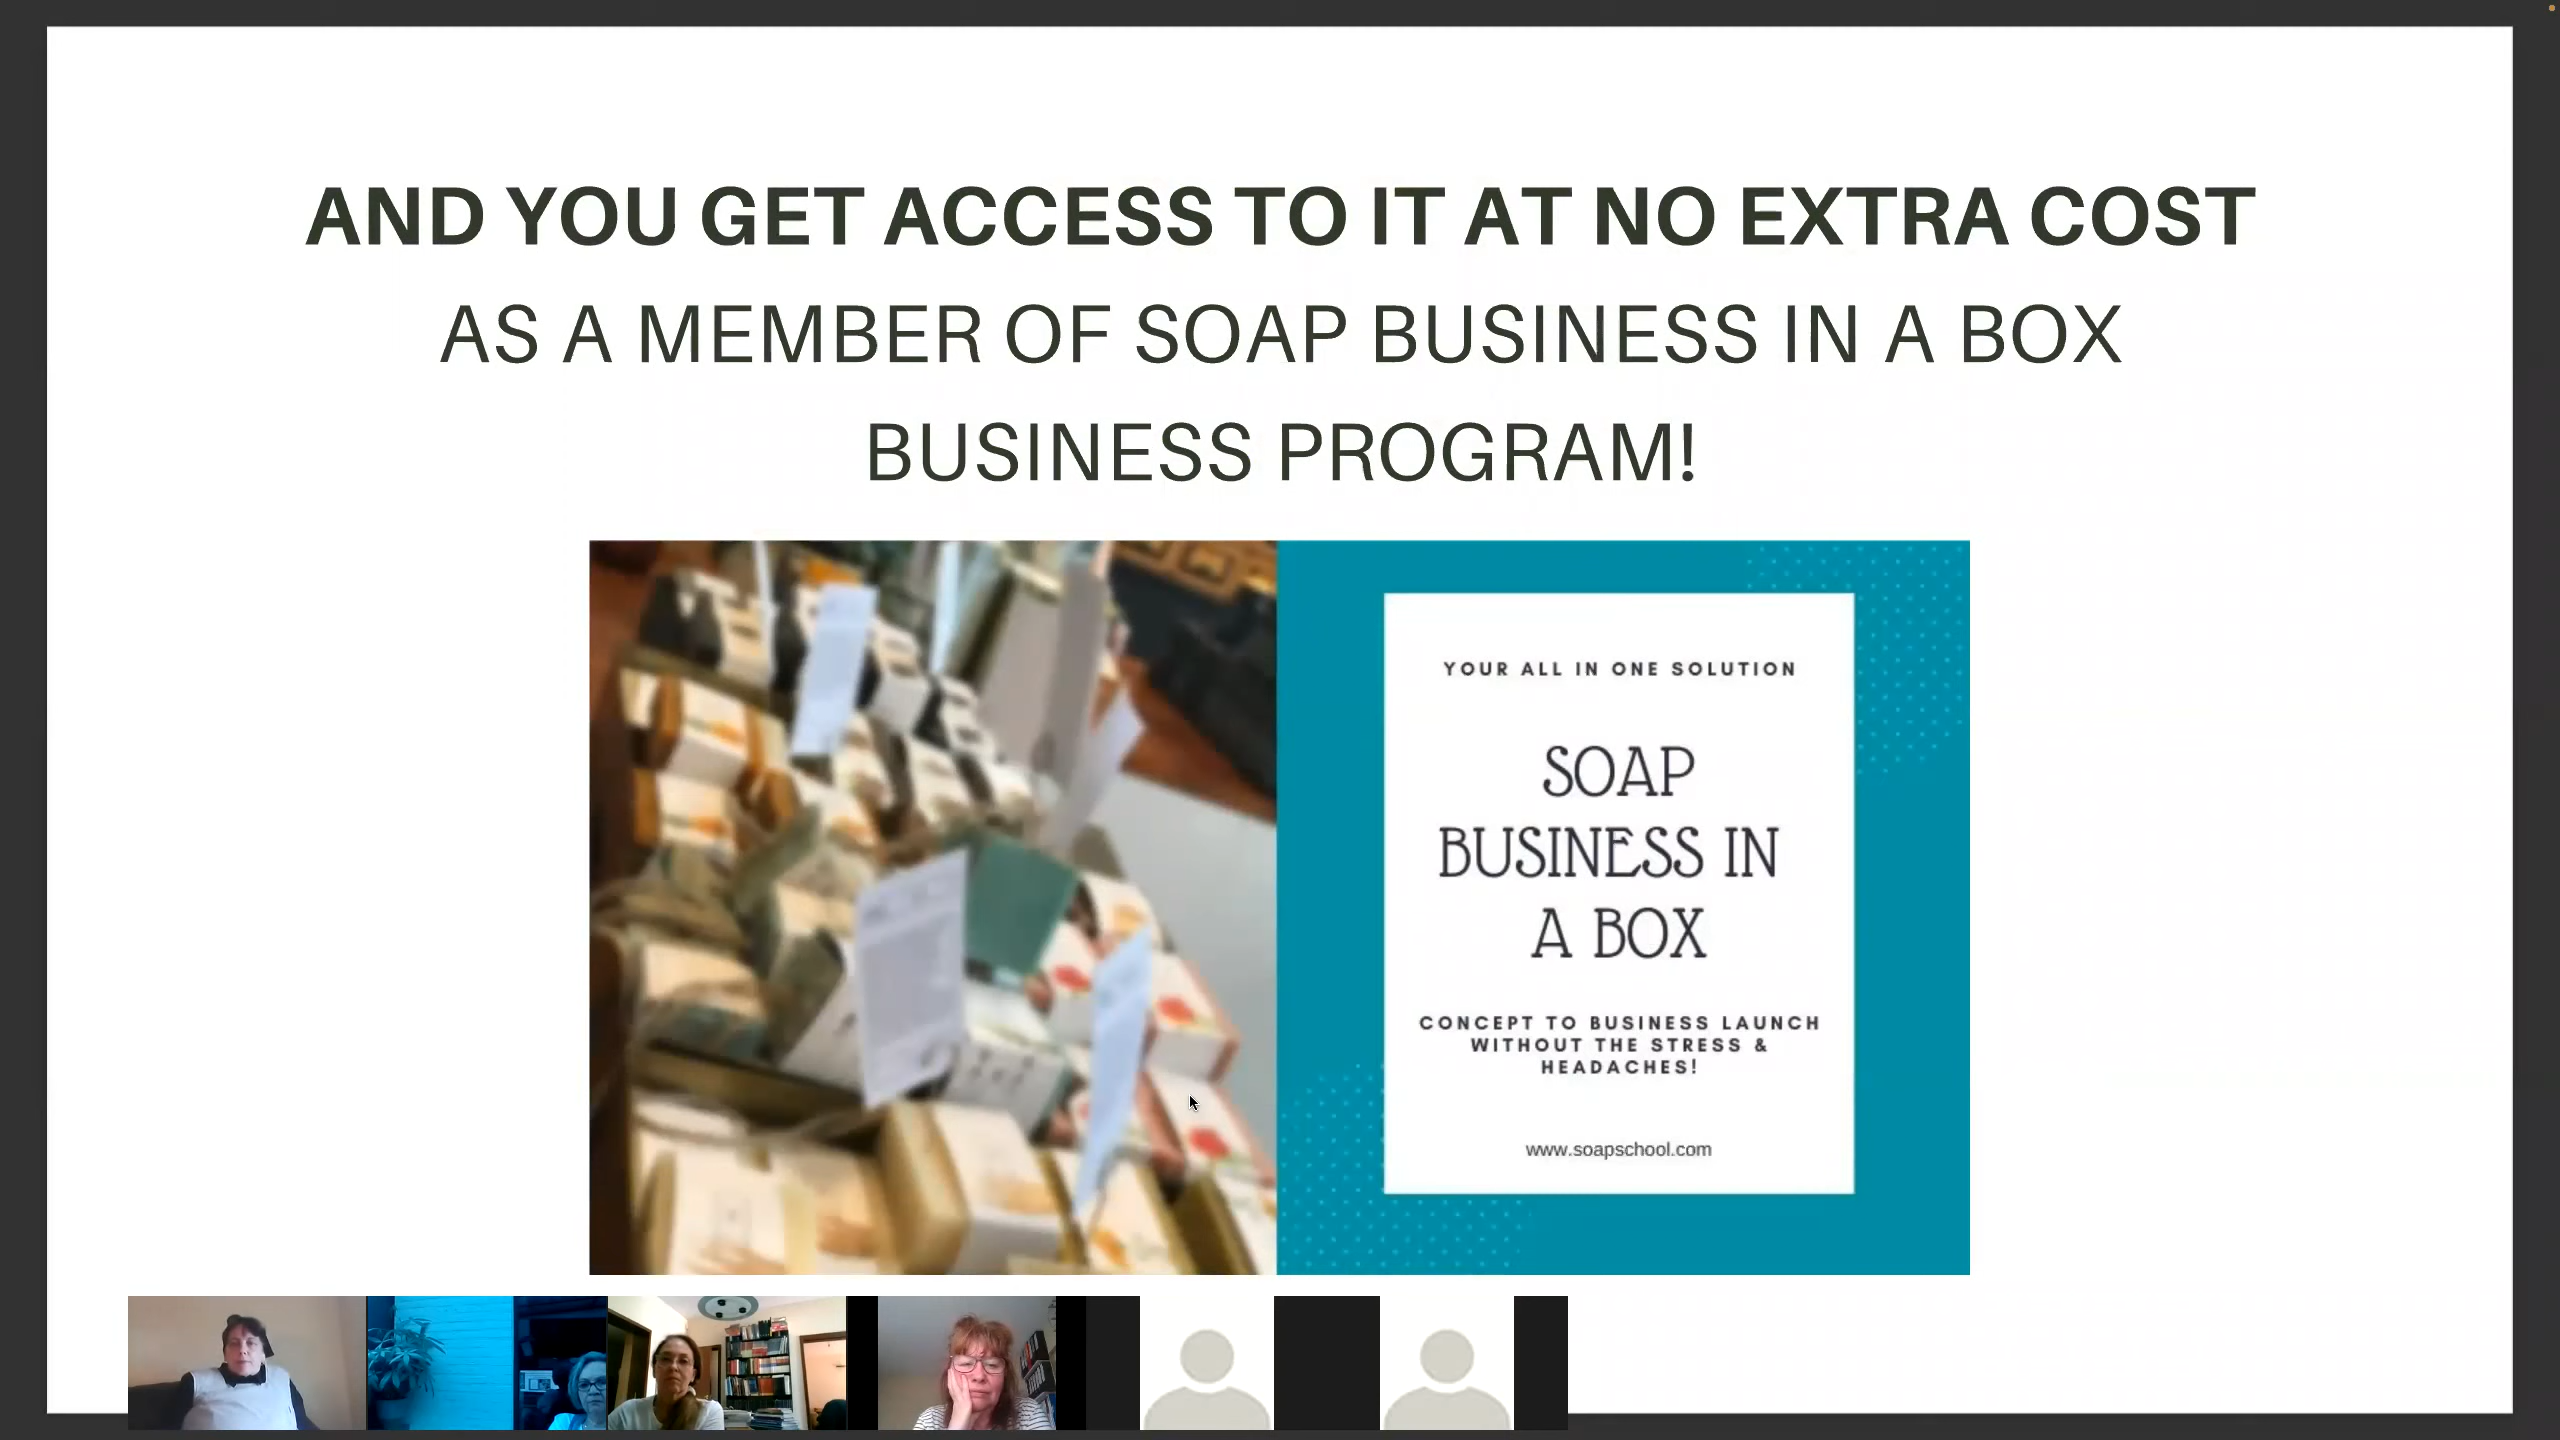 AND YOU GET ACCESS TO IT AT NO EXTRA COST
AS A MEMBER OF SOAP BUSINESS IN A BOX
BUSINESS PROGRAM!
YOUR ALL IN ONE SOLUTION
SOAP
BUSINESS IN
A BOX
CONCEPT TO BUSINESS LAUNCH
WITHOUT THE STRESS &
HEADACHES!
www.soapschool.com